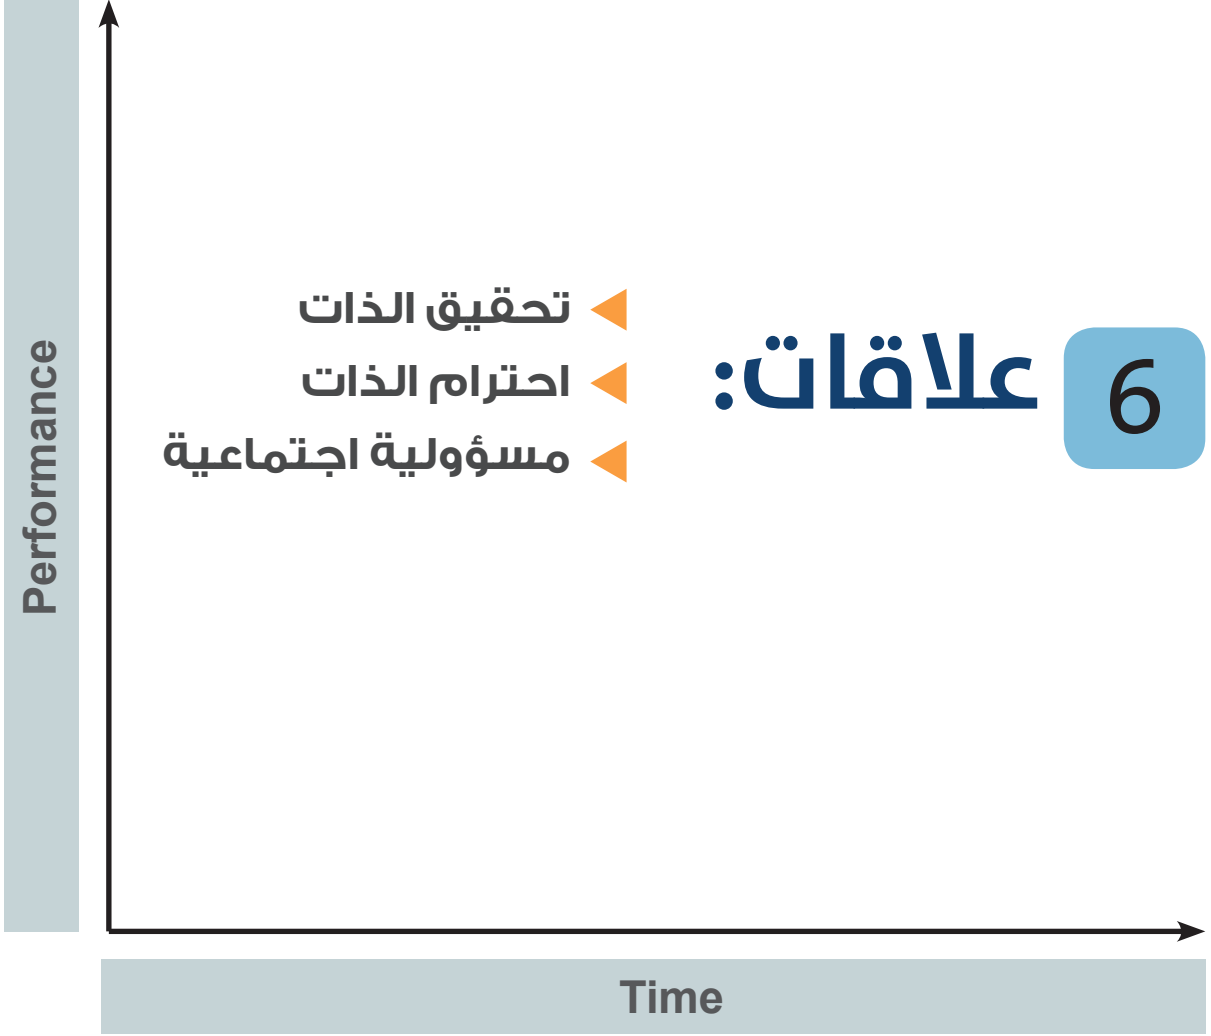 6 علاقات:
تحقيق الذات
احترام الذات
مسؤولية اجتماعية
Performance
Time